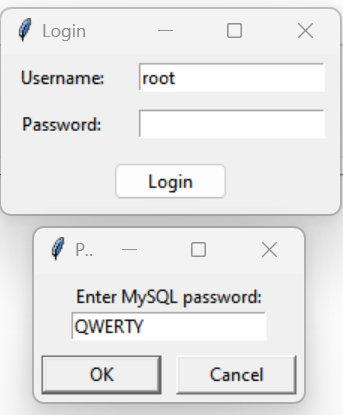 Login
Username:
root
Password:
Login
P..
Enter MySQL password:
QWERTY
OK
Cancel